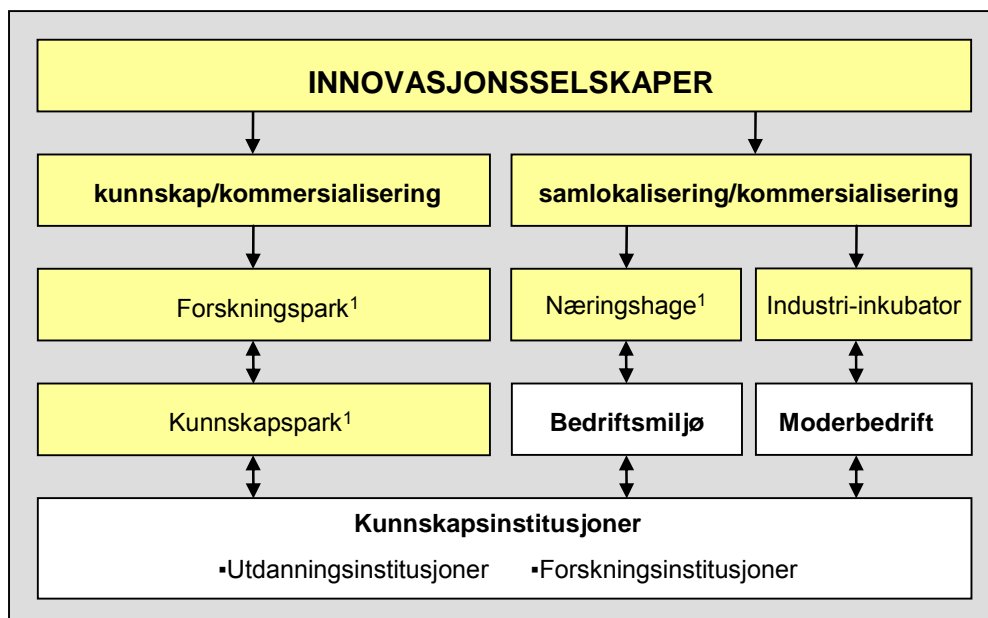 INNOVASJONSSELSKAPER
kunnskap/kommersialisering
samlokalisering/kommersialisering
Forskningspark¹
Næringshage¹
Industri-inkubator
Kunnskapspark¹
Bedriftsmiljø
Moderbedrift
Kunnskapsinstitusjoner
▪Utdanningsinstitusjoner ▪Forskningsinstitusjoner